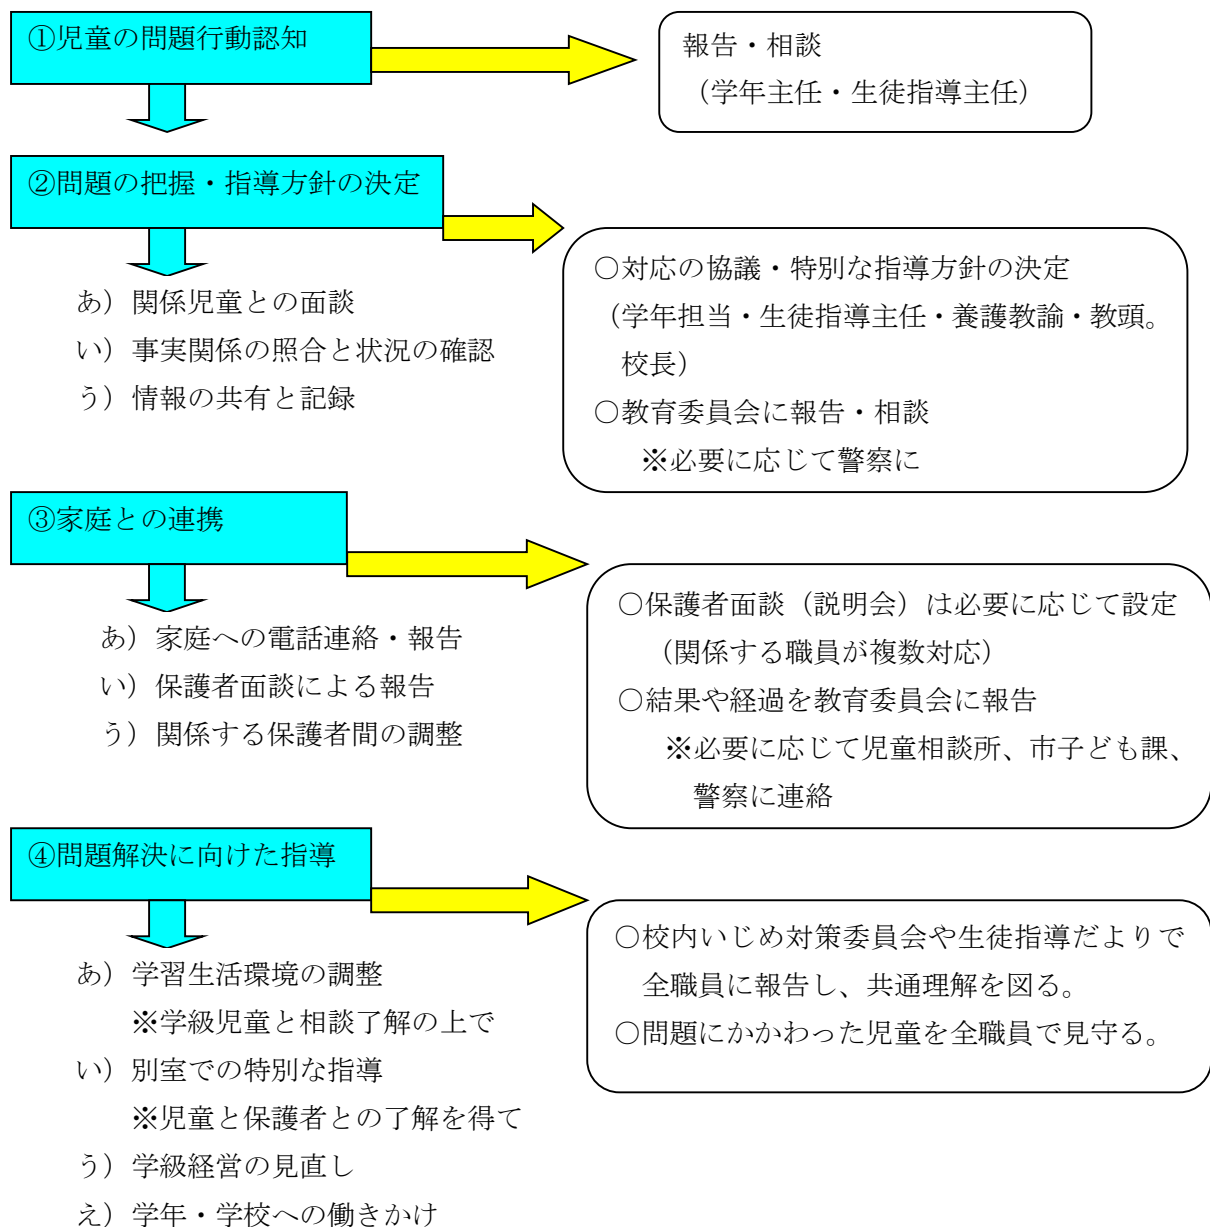 ①児童の問題行動認知
報告・相談
（学年主任・生徒指導主任）
②問題の把握・指導方針の決定
あ）関係児童との面談
い）事実関係の照合と状況の確認
う）情報の共有と記録
○対応の協議・特別な指導方針の決定
（学年担当・生徒指導主任・養護教諭・教頭。
校長）
○教育委員会に報告・相談
※必要に応じて警察に
③家庭との連携
あ）家庭への電話連絡・報告
い）保護者面談による報告
う）関係する保護者間の調整
○保護者面談（説明会）は必要に応じて設定
（関係する職員が複数対応）
○結果や経過を教育委員会に報告
※必要に応じて児童相談所、市子ども課、
警察に連絡
④問題解決に向けた指導
あ）学習生活環境の調整
※学級児童と相談了解の上で
い）別室での特別な指導
※児童と保護者との了解を得て
う）学級経営の見直し
え）学年・学校への働きかけ
○校内いじめ対策委員会や生徒指導だよりで
全職員に報告し、共通理解を図る。
○問題にかかわった児童を全職員で見守る。